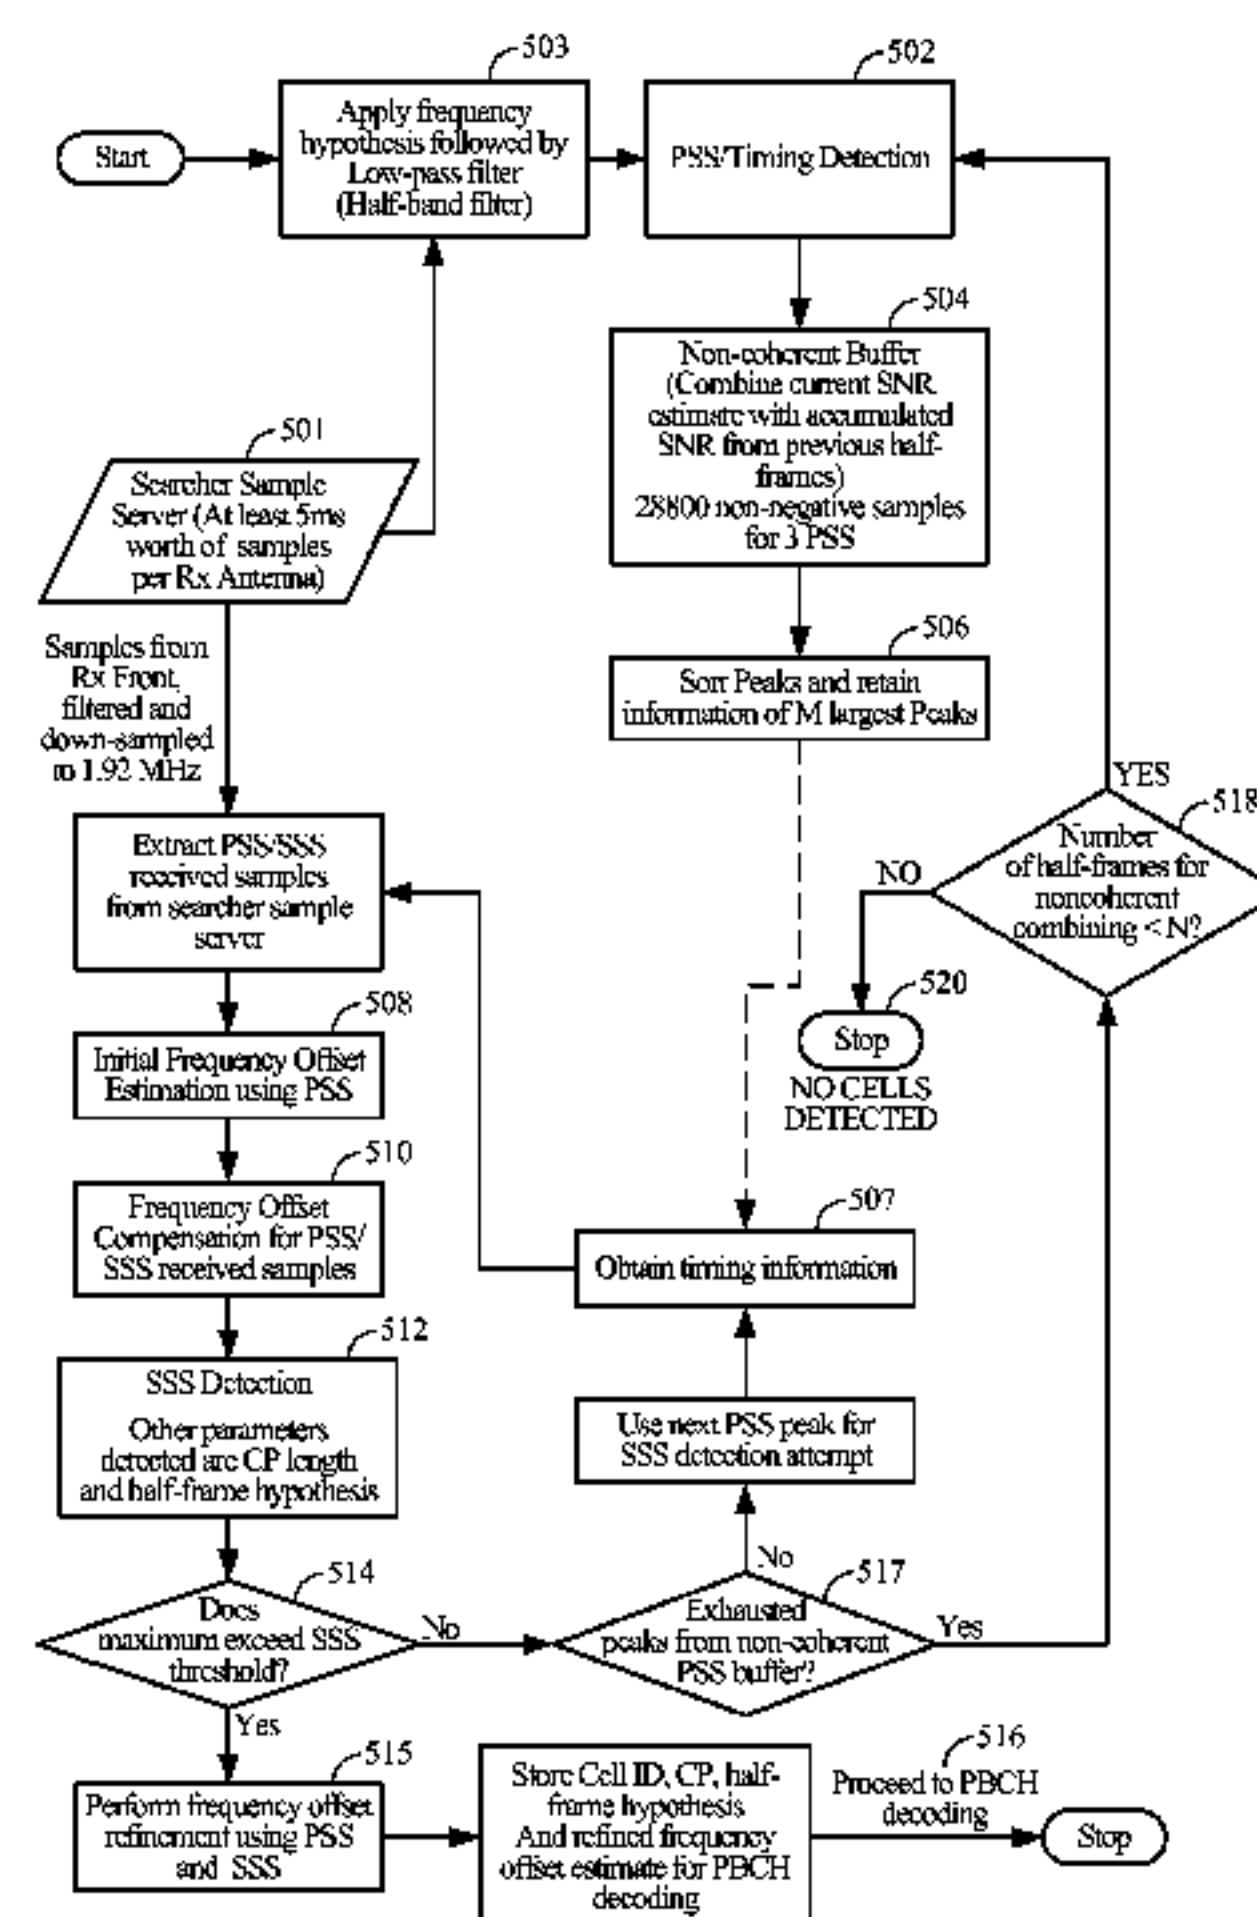 503
Apply frequency
hypothesis followed by
Low-pass filter
(Half-band filter)
502
PSS/Timing Detection
Start
504
Non-coherent Buffer
(Combine current SNR
estimate with accumulated
SNR from previous half-
frames)
28800 non-negative samples
for 3 PSS
501
Searcher Sample
Server (At least 5ms
worth of samples
per Rx Antenna)
Samples from
Rx Front,
filtered and
down-sampled
to 1.92 MHz
506
Sort Peaks and retain
information of M largest Peaks
YES
518
Number
of half-frames for
noncoherent
combining < N?
NO
520
Stop
NO CELLS
DETECTED
Extract PSS/SSS
received samples
from searcher sample
server
508
Initial Frequency Offset
Estimation using PSS
510
Frequency Offset
Compensation for PSS/
SSS received samples
507
Obtain timing information
512
SSS Detection
Other parameters
detected are CP length
and half-frame hypothesis
Use next PSS peak for
SSS detection attempt
No
514
Does
maximum exceed SSS
threshold?
No
517
Exhausted
peaks from non-coherent
PSS buffer?
Yes
Yes
515
Perform frequency offset
refinement using PSS
and SSS
Store Cell ID, CP, half-
frame hypothesis
And refined frequency
offset estimate for PBCH
decoding
516
Proceed to PBCH
decoding
Stop